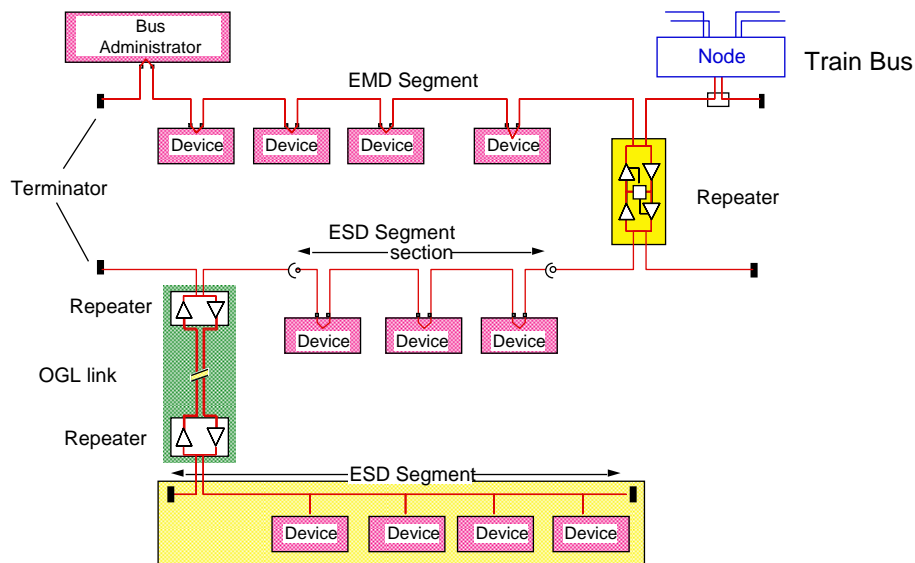 Bus
Administrator
Node
Train Bus
EMD Segment
Device
Device
Device
Device
Terminator
Repeater
ESD Segment
section
Repeater
Device
Device
Device
OGL link
Repeater
ESD Segment
Device
Device
Device
Device